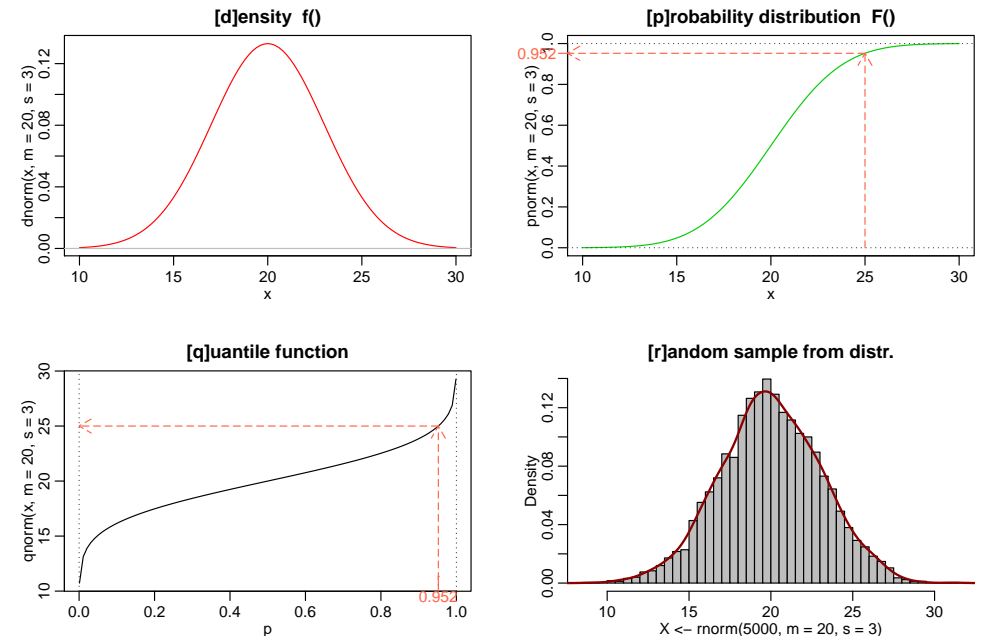 [d]ensity f()
dnorm(x, m = 20, s = 3)
0.00 0.04 0.08 0.12
10 15 20 25 30
x
[p]robability distribution F()
pnorm(x, m = 20, s = 3)
0.0 0.2 0.4 0.6 0.8 1.0
0.952
10 15 20 25 30
x
[q]uantile function
qnorm(x, m = 20, s = 3)
10 15 20 25 30
0.952
0.0 0.2 0.4 0.6 0.8 1.0
p
[r]andom sample from distr.
Density
0.00 0.04 0.08 0.12
10 15 20 25 30
X <− rnorm(5000, m = 20, s = 3)